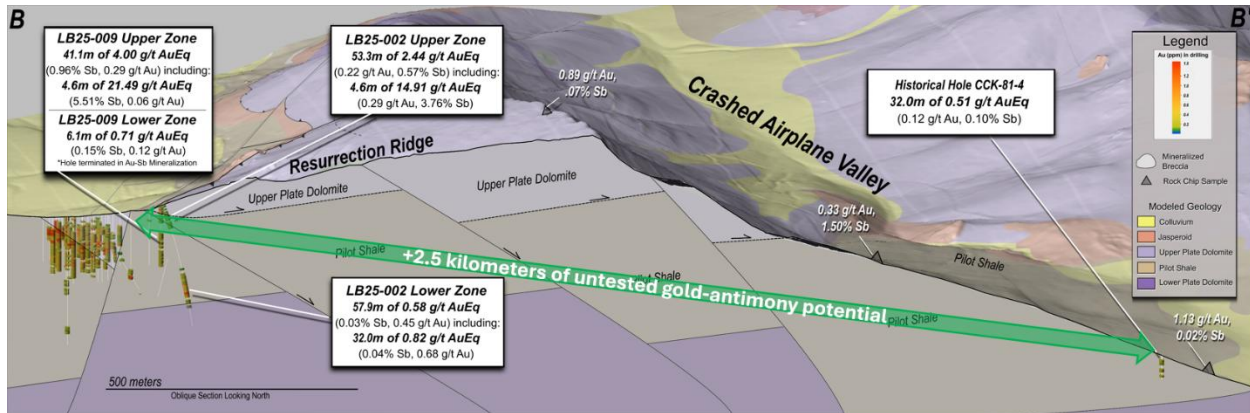 B
B'
LB25-009 Upper Zone
41.1m of 4.00 g/t AuEq
(0.96% Sb, 0.29 g/t Au) including:
4.6m of 21.49 g/t AuEq
(5.51% Sb, 0.06 g/t Au)
LB25-009 Lower Zone
6.1m of 0.71 g/t AuEq
(0.15% Sb, 0.12 g/t Au)
*Hole terminated in Au-Sb Mineralization
LB25-002 Upper Zone
53.3m of 2.44 g/t AuEq
(0.22 g/t Au, 0.57% Sb) including:
4.6m of 14.91 g/t AuEq
(0.29 g/t Au, 3.76% Sb)
0.89 g/t Au,
.07% Sb
Crashed Airplane Valley
Historical Hole CCK-81-4
32.0m of 0.51 g/t AuEq
(0.12 g/t Au, 0.10% Sb)
Legend
Au (ppm) in drilling
Mineralized
Breccia
Rock Chip Sample
Modeled Geology
Colluvium
Jasperoid
Upper Plate Dolomite
Pilot Shale
Lower Plate Dolomite
Resurrection Ridge
Upper Plate Dolomite
Upper Plate Dolomite
0.33 g/t Au,
1.50% Sb
Pilot Shale
Pilot Shale
Pilot Shale
Pilot Shale
+2.5 kilometers of untested gold-antimony potential
LB25-002 Lower Zone
57.9m of 0.58 g/t AuEq
(0.03% Sb, 0.45 g/t Au) including:
32.0m of 0.82 g/t AuEq
(0.04% Sb, 0.68 g/t Au)
1.13 g/t Au,
0.02% Sb
500 meters
Oblique Section Looking North